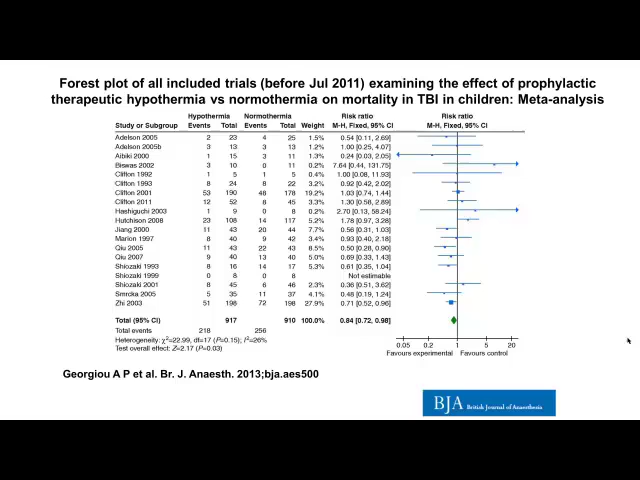 Forest plot of all included trials (before Jul 2011) examining the effect of prophylactic
therapeutic hypothermia vs normothermia on mortality in TBI in children: Meta-analysis
Hypothermia Normothermia Risk ratio Risk ratio
Study or Subgroup Events Total Events Total Weight M-H, Fixed, 95% CI M-H, Fixed, 95% CI
Adelson 2005 2 23 4 25 1.5% 0.54 [0.11, 2.69]
Adelson 2005b 3 13 3 13 1.2% 1.00 [0.25, 4.07]
Aibiki 2000 1 15 3 11 1.3% 0.24 [0.03, 2.05]
Biswas 2002 3 10 0 11 0.2% 7.64 [0.44, 131.75]
Clifton 1992 1 5 1 5 0.4% 1.00 [0.08, 11.93]
Clifton 1993 8 24 8 22 3.2% 0.92 [0.42, 2.02]
Clifton 2001 53 190 48 178 19.2% 1.03 [0.74, 1.44]
Clifton 2011 12 52 8 45 3.3% 1.30 [0.58, 2.89]
Hashiguchi 2003 1 9 0 8 0.2% 2.70 [0.13, 58.24]
Hutchison 2008 23 108 14 117 5.2% 1.78 [0.97, 3.28]
Jiang 2000 11 43 20 44 7.7% 0.56 [0.31, 1.03]
Marion 1997 8 40 9 42 3.4% 0.93 [0.40, 2.18]
Qiu 2005 11 43 22 43 8.5% 0.50 [0.28, 0.90]
Qiu 2007 9 40 13 40 5.0% 0.69 [0.33, 1.43]
Shiozaki 1993 8 16 14 17 5.3% 0.61 [0.35, 1.04]
Shiozaki 1999 0 8 0 8 Not estimable
Shiozaki 2001 8 45 6 46 2.3% 1.36 [0.51, 3.62]
Smrcka 2005 5 35 11 37 4.1% 0.48 [0.19, 1.24]
Zhi 2003 51 198 72 198 27.9% 0.71 [0.52, 0.96]
Total (95% CI) 917 910 100.0% 0.84 [0.72, 0.98]
Total events 218 256
Heterogeneity: χ²=22.99, df=17 (P=0.15); I²=26%
Test overall effect: Z=2.17 (P=0.03)
0.05 0.2 1 5 20
Favours experimental Favours control
Georgiou A P et al. Br. J. Anaesth. 2013;bja.aes500
BJA British Journal of Anaesthesia